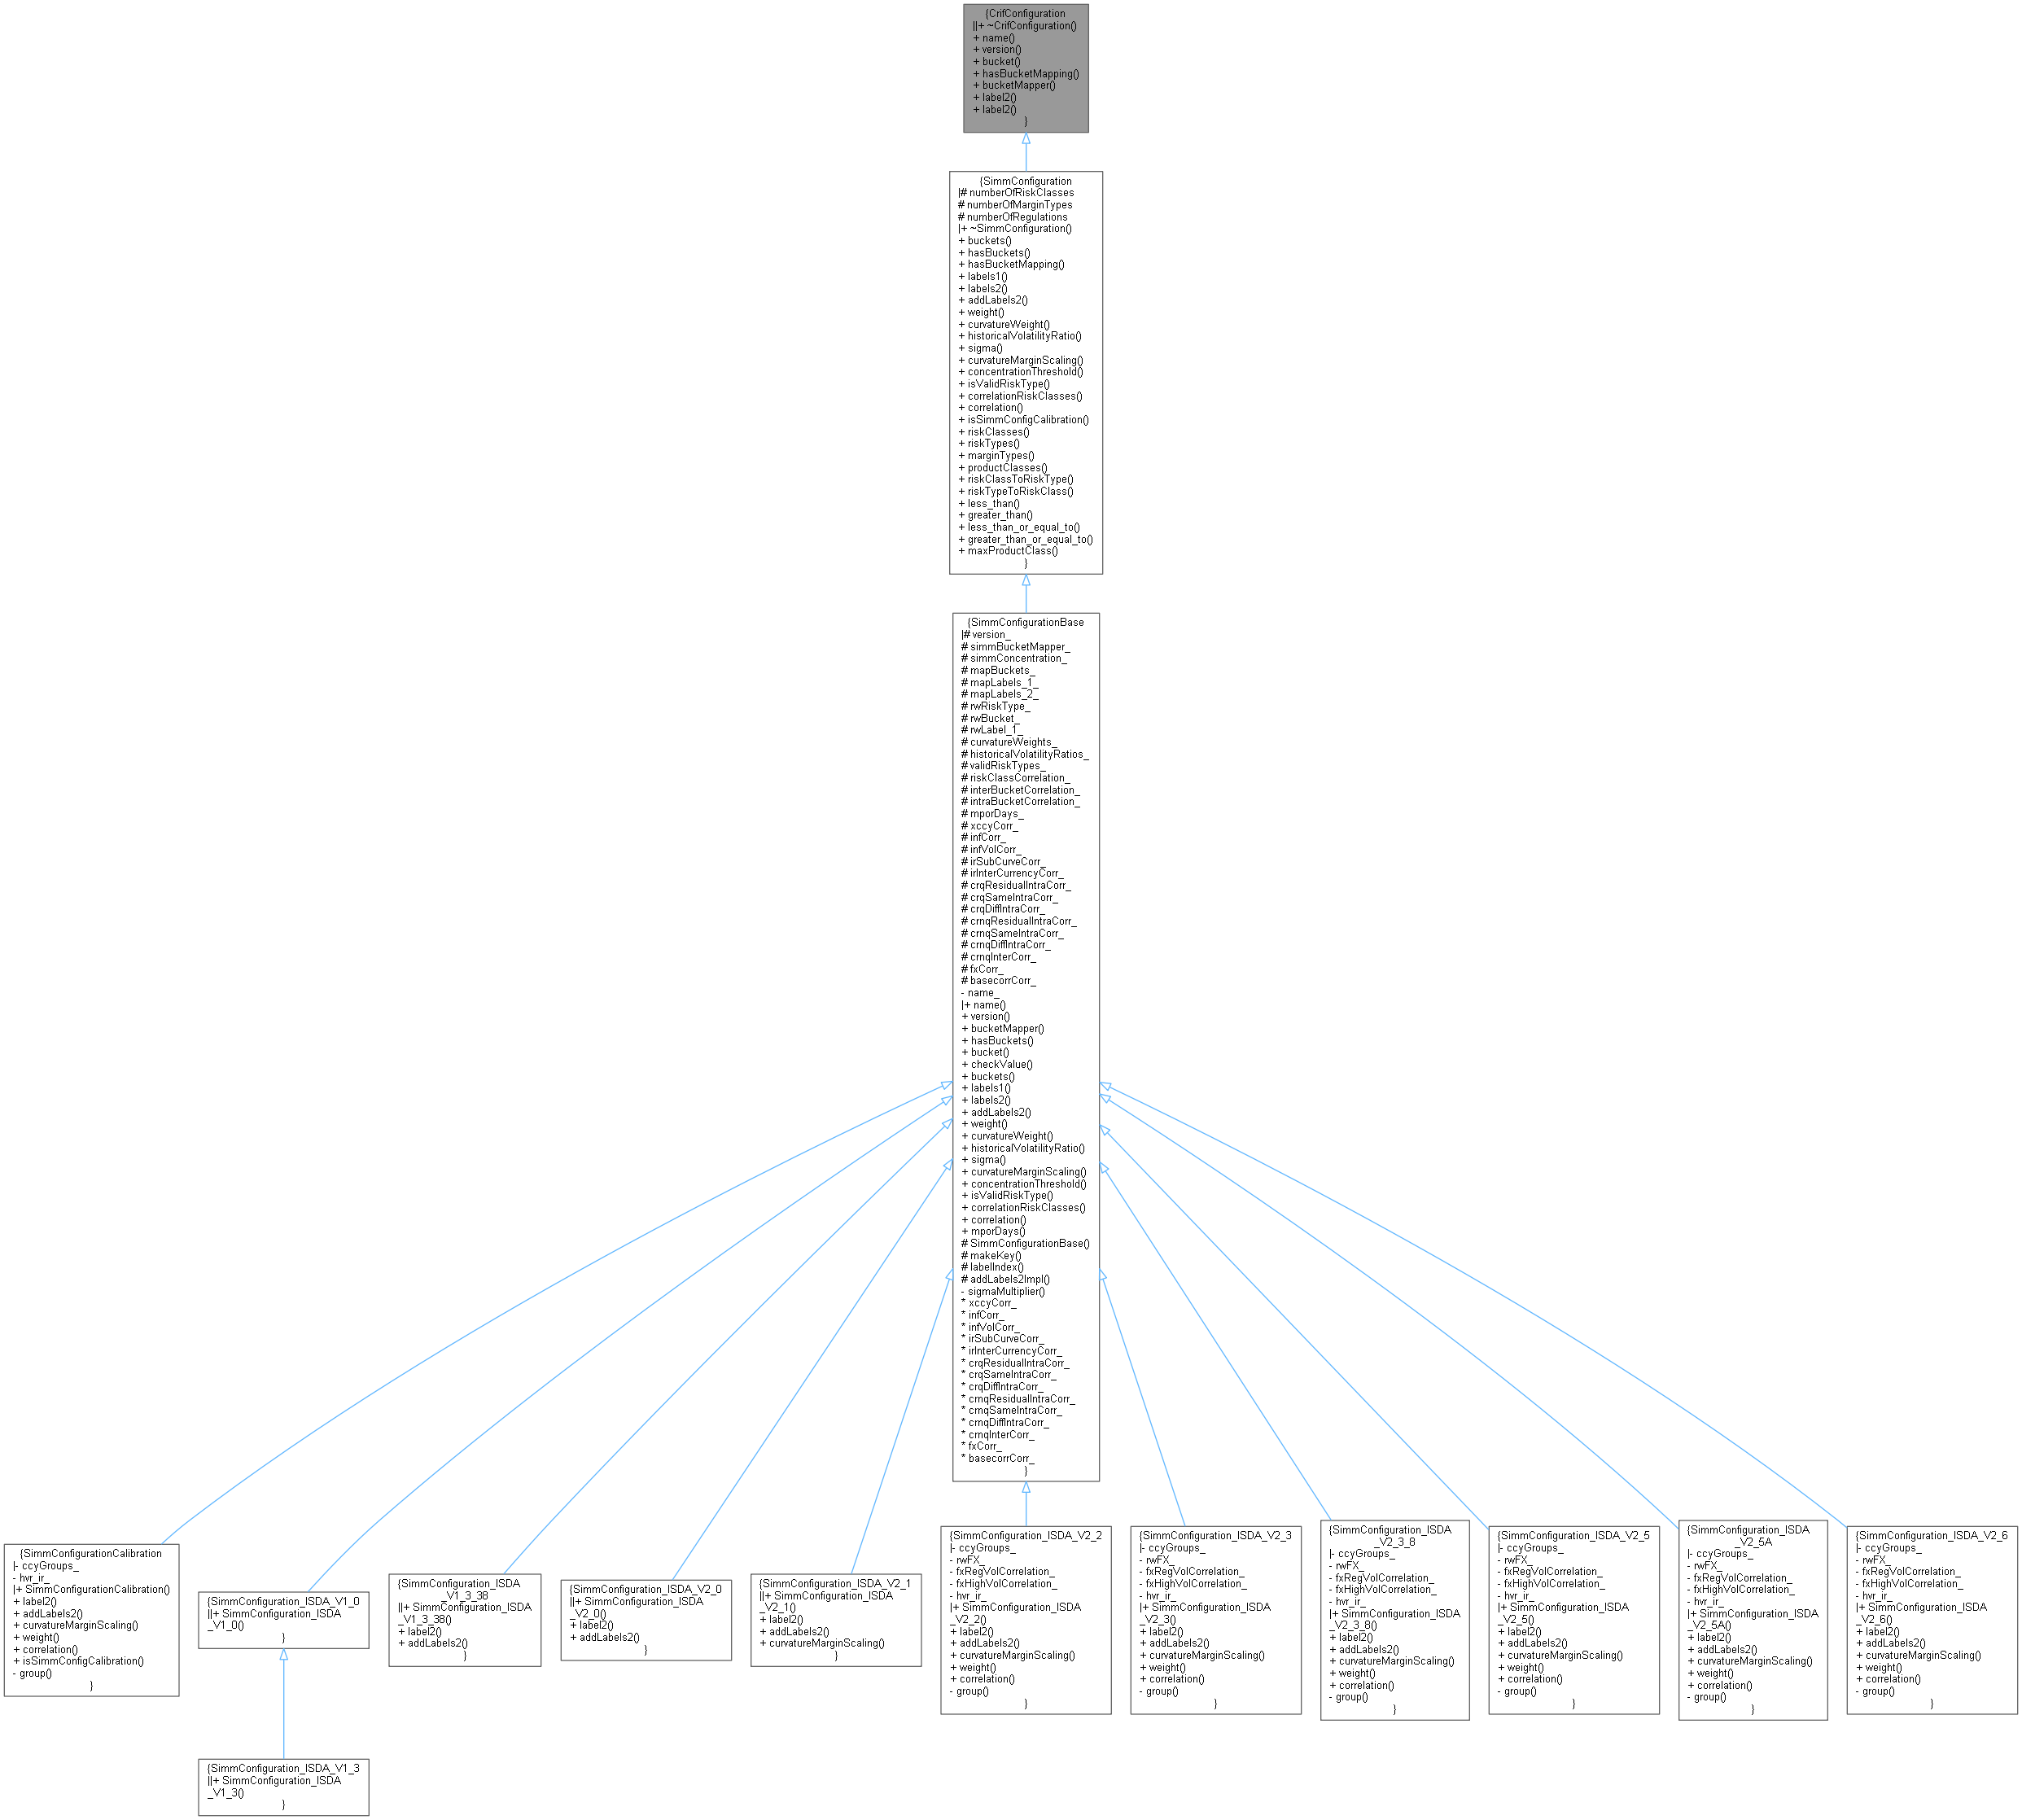 {CrifConfiguration
||+ ~CrifConfiguration()
+ name()
+ version()
+ bucket()
+ hasBucketMapping()
+ bucketMapper()
+ label2()
+ label2()
}
{SimmConfiguration
|# numberOfRiskClasses
# numberOfMarginTypes
# numberOfRegulations
|+ ~SimmConfiguration()
+ buckets()
+ hasBuckets()
+ hasBucketMapping()
+ labels1()
+ labels2()
+ addLabels2()
+ weight()
+ curvatureWeight()
+ historicalVolatilityRatio()
+ sigma()
+ curvatureMarginScaling()
+ concentrationThreshold()
+ isValidRiskType()
+ correlationRiskClasses()
+ correlation()
+ isSimmConfigCalibration()
+ riskClasses()
+ riskTypes()
+ marginTypes()
+ productClasses()
+ riskClassToRiskType()
+ riskTypeToRiskClass()
+ less_than()
+ greater_than()
+ less_than_or_equal_to()
+ greater_than_or_equal_to()
+ maxProductClass()
}
{SimmConfigurationBase
|# version_
# simmBucketMapper_
# simmConcentration_
# mapBuckets_
# mapLabels_1_
# mapLabels_2_
# rwRiskType_
# rwBucket_
# rwLabel_1_
# curvatureWeights_
# historicalVolatilityRatios_
# validRiskTypes_
# riskClassCorrelation_
# interBucketCorrelation_
# intraBucketCorrelation_
# mporDays_
# xccyCorr_
# infCorr_
# infVolCorr_
# irSubCurveCorr_
# irInterCurrencyCorr_
# crqResidualIntraCorr_
# crqSameIntraCorr_
# crqDiffIntraCorr_
# crnqResidualIntraCorr_
# crnqSameIntraCorr_
# crnqDiffIntraCorr_
# crnqInterCorr_
# fxCorr_
# basecorrCorr_
- name_
|+ name()
+ version()
+ bucketMapper()
+ hasBuckets()
+ bucket()
+ checkValue()
+ buckets()
+ labels1()
+ labels2()
+ addLabels2()
+ weight()
+ curvatureWeight()
+ historicalVolatilityRatio()
+ sigma()
+ curvatureMarginScaling()
+ concentrationThreshold()
+ isValidRiskType()
+ correlationRiskClasses()
+ correlation()
+ mporDays()
# SimmConfigurationBase()
# makeKey()
# labelIndex()
# addLabels2Impl()
- sigmaMultiplier()
* xccyCorr_
* infCorr_
* infVolCorr_
* irSubCurveCorr_
* irInterCurrencyCorr_
* crqResidualIntraCorr_
* crqSameIntraCorr_
* crqDiffIntraCorr_
* crnqResidualIntraCorr_
* crnqSameIntraCorr_
* crnqDiffIntraCorr_
* crnqInterCorr_
* fxCorr_
* basecorrCorr_
}
{SimmConfigurationCalibration
|- ccyGroups_
- hvr_ir_
|+ SimmConfigurationCalibration()
+ label2()
+ addLabels2()
+ curvatureMarginScaling()
+ weight()
+ correlation()
+ isSimmConfigCalibration()
- group()
}
{SimmConfiguration_ISDA_V1_0
||+ SimmConfiguration_ISDA
_V1_0()
}
{SimmConfiguration_ISDA
_V1_3_38
||+ SimmConfiguration_ISDA
_V1_3_38()
+ label2()
+ addLabels2()
}
{SimmConfiguration_ISDA_V2_0
||+ SimmConfiguration_ISDA
_V2_0()
+ label2()
+ addLabels2()
}
{SimmConfiguration_ISDA_V2_1
||+ SimmConfiguration_ISDA
_V2_1()
+ label2()
+ addLabels2()
+ curvatureMarginScaling()
}
{SimmConfiguration_ISDA_V2_2
|- ccyGroups_
- rwFX_
- fxRegVolCorrelation_
- fxHighVolCorrelation_
- hvr_ir_
|+ SimmConfiguration_ISDA
_V2_2()
+ label2()
+ addLabels2()
+ curvatureMarginScaling()
+ weight()
+ correlation()
- group()
}
{SimmConfiguration_ISDA_V2_3
|- ccyGroups_
- rwFX_
- fxRegVolCorrelation_
- fxHighVolCorrelation_
- hvr_ir_
|+ SimmConfiguration_ISDA
_V2_3()
+ label2()
+ addLabels2()
+ curvatureMarginScaling()
+ weight()
+ correlation()
- group()
}
{SimmConfiguration_ISDA
_V2_3_8
|- ccyGroups_
- rwFX_
- fxRegVolCorrelation_
- fxHighVolCorrelation_
- hvr_ir_
|+ SimmConfiguration_ISDA
_V2_3_8()
+ label2()
+ addLabels2()
+ curvatureMarginScaling()
+ weight()
+ correlation()
- group()
}
{SimmConfiguration_ISDA_V2_5
|- ccyGroups_
- rwFX_
- fxRegVolCorrelation_
- fxHighVolCorrelation_
- hvr_ir_
|+ SimmConfiguration_ISDA
_V2_5()
+ label2()
+ addLabels2()
+ curvatureMarginScaling()
+ weight()
+ correlation()
- group()
}
{SimmConfiguration_ISDA
_V2_5A
|- ccyGroups_
- rwFX_
- fxRegVolCorrelation_
- fxHighVolCorrelation_
- hvr_ir_
|+ SimmConfiguration_ISDA
_V2_5A()
+ label2()
+ addLabels2()
+ curvatureMarginScaling()
+ weight()
+ correlation()
- group()
}
{SimmConfiguration_ISDA_V2_6
|- ccyGroups_
- rwFX_
- fxRegVolCorrelation_
- fxHighVolCorrelation_
- hvr_ir_
|+ SimmConfiguration_ISDA
_V2_6()
+ label2()
+ addLabels2()
+ curvatureMarginScaling()
+ weight()
+ correlation()
- group()
}
{SimmConfiguration_ISDA_V1_3
||+ SimmConfiguration_ISDA
_V1_3()
}